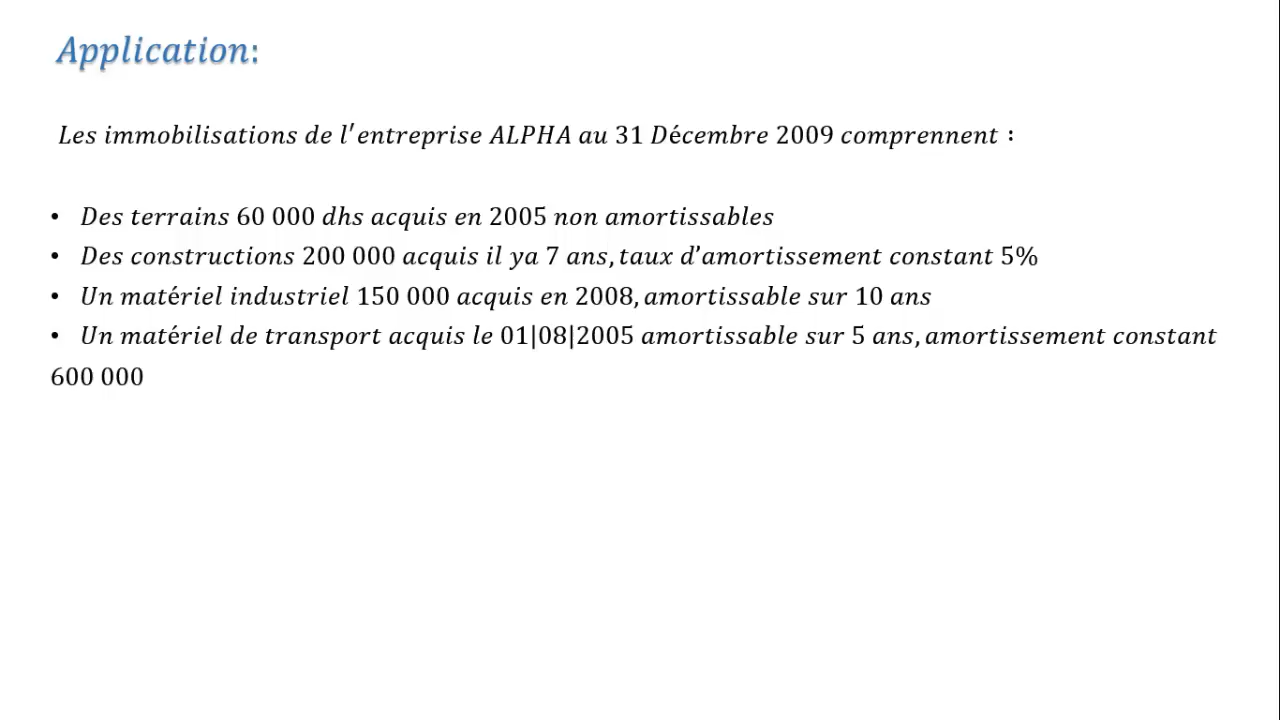 Application:
Les immobilisations de l'entreprise ALPHA au 31 Décembre 2009 comprennent :
• Des terrains 60 000 dhs acquis en 2005 non amortissables
• Des constructions 200 000 acquis il ya 7 ans, taux d'amortissement constant 5%
• Un matériel industriel 150 000 acquis en 2008, amortissable sur 10 ans
• Un matériel de transport acquis le 01|08|2005 amortissable sur 5 ans, amortissement constant
600 000